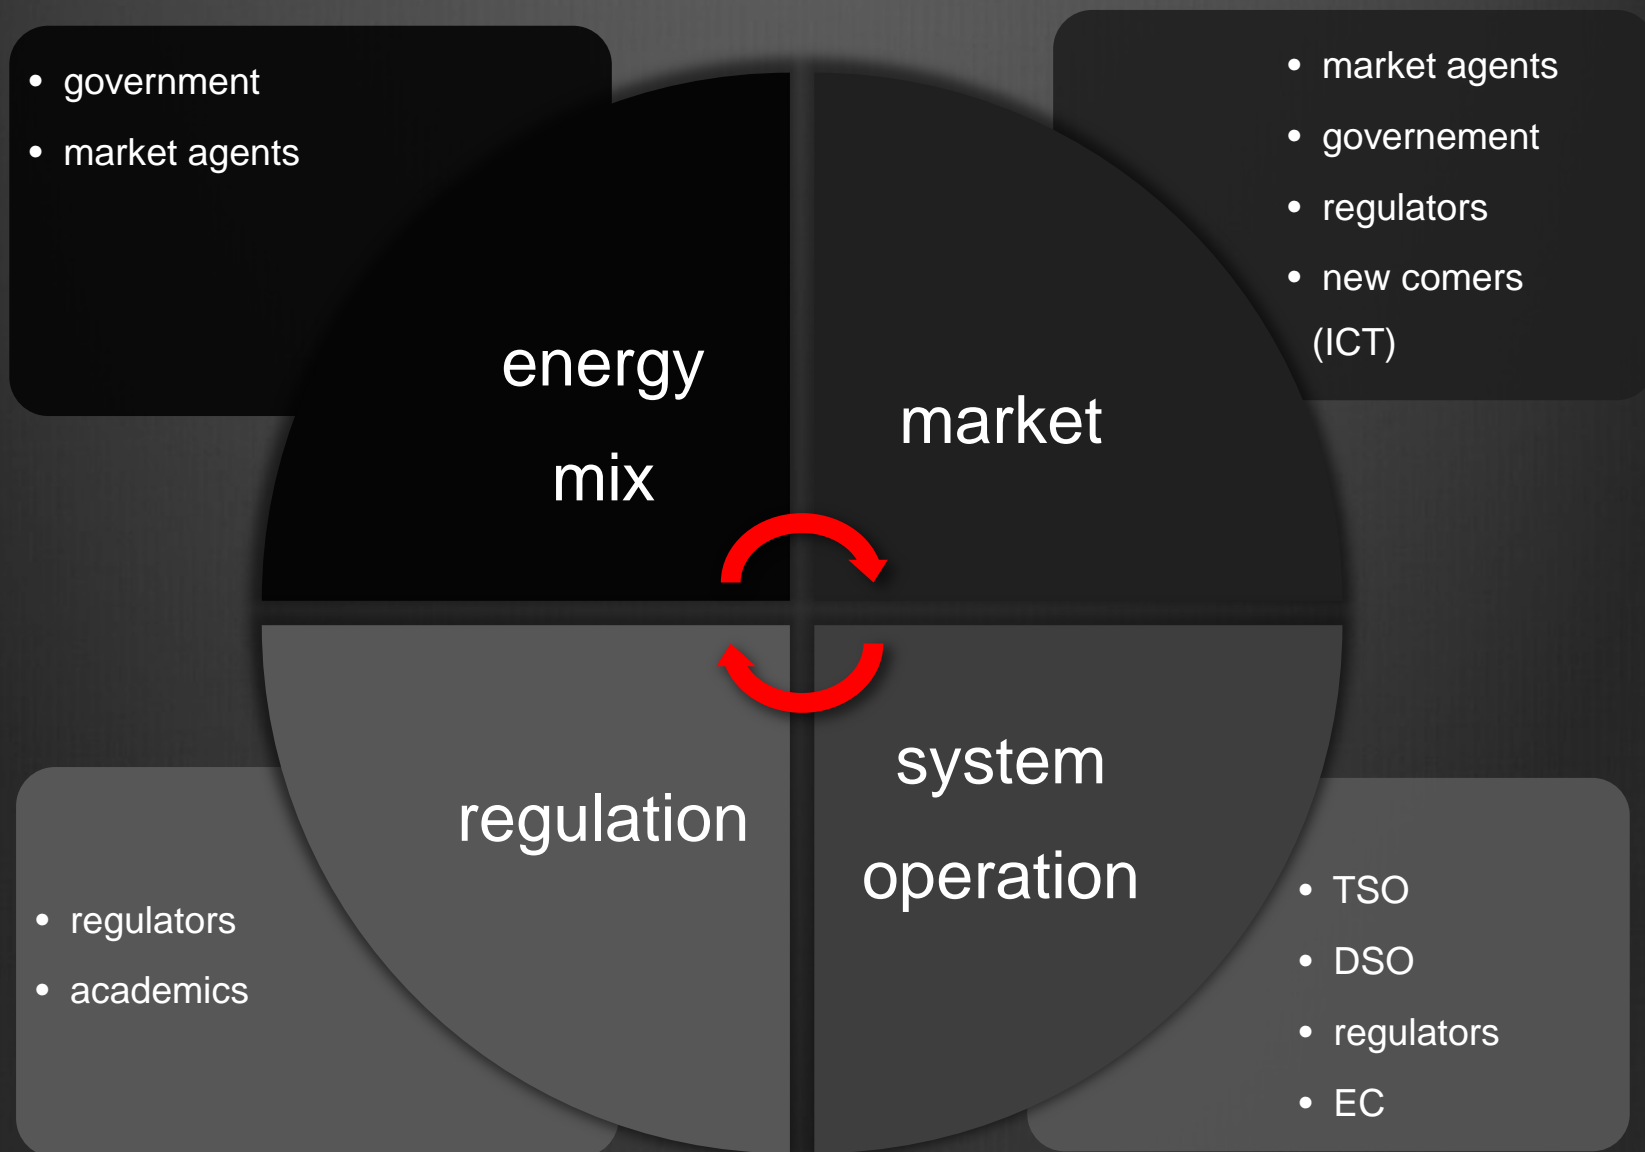 • government
• market agents
• market agents
• governement
• regulators
• new comers
(ICT)
energy
mix
market
regulation
system
operation
• regulators
• academics
• TSO
• DSO
• regulators
• EC